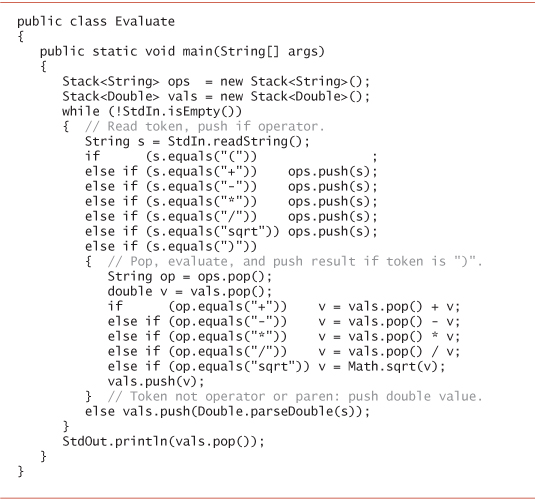 public class Evaluate
{
   public static void main(String[] args)
   {
      Stack<String> ops  = new Stack<String>();
      Stack<Double> vals = new Stack<Double>();
      while (!StdIn.isEmpty())
      {  // Read token, push if operator.
         String s = StdIn.readString();
         if      (s.equals("("))               ;
         else if (s.equals("+"))    ops.push(s);
         else if (s.equals("-"))    ops.push(s);
         else if (s.equals("*"))    ops.push(s);
         else if (s.equals("/"))    ops.push(s);
         else if (s.equals("sqrt")) ops.push(s);
         else if (s.equals(")"))
         {  // Pop, evaluate, and push result if token is ")".
            String op = ops.pop();
            double v = vals.pop();
            if      (op.equals("+"))    v = vals.pop() + v;
            else if (op.equals("-"))    v = vals.pop() - v;
            else if (op.equals("*"))    v = vals.pop() * v;
            else if (op.equals("/"))    v = vals.pop() / v;
            else if (op.equals("sqrt")) v = Math.sqrt(v);
            vals.push(v);
         }  // Token not operator or paren: push double value.
         else vals.push(Double.parseDouble(s));
      }
      StdOut.println(vals.pop());
   }
}